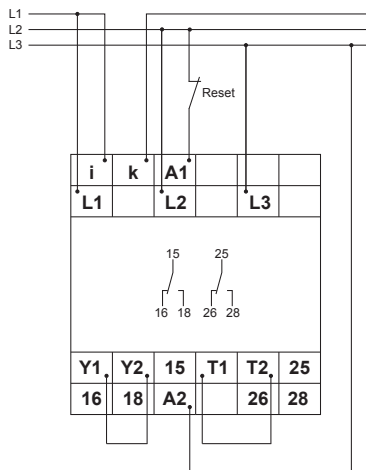 L1
L2
L3
Reset
i k A1
L1 L2 L3
15 25
16 18 26 28
Y1 Y2 15 T1 T2 25
16 18 A2 26 28